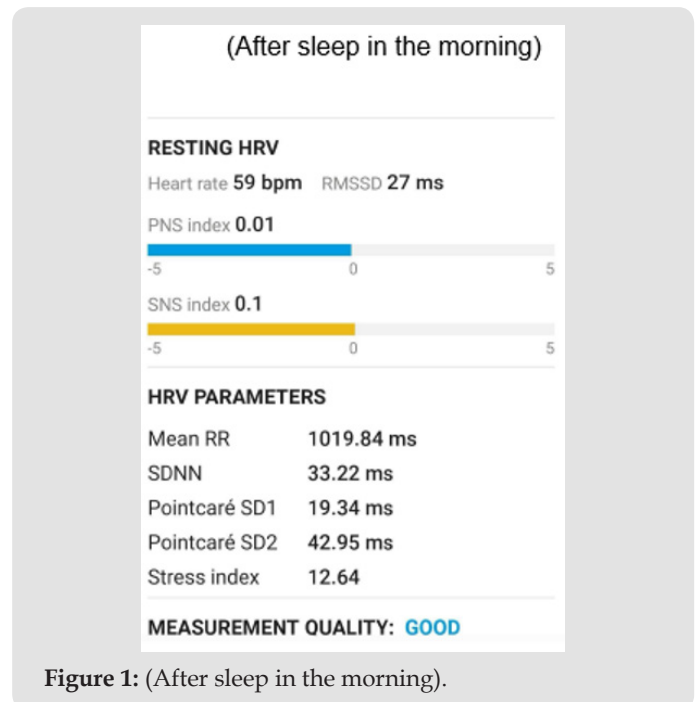 (After sleep in the morning)
RESTING HRV
Heart rate 59 bpm RMSSD 27 ms
PNS index 0.01
-5 0 5
SNS index 0.1
-5 0 5
HRV PARAMETERS
Mean RR 1019.84 ms
SDNN 33.22 ms
Pointcaré SD1 19.34 ms
Pointcaré SD2 42.95 ms
Stress index 12.64
MEASUREMENT QUALITY: GOOD
Figure 1: (After sleep in the morning).